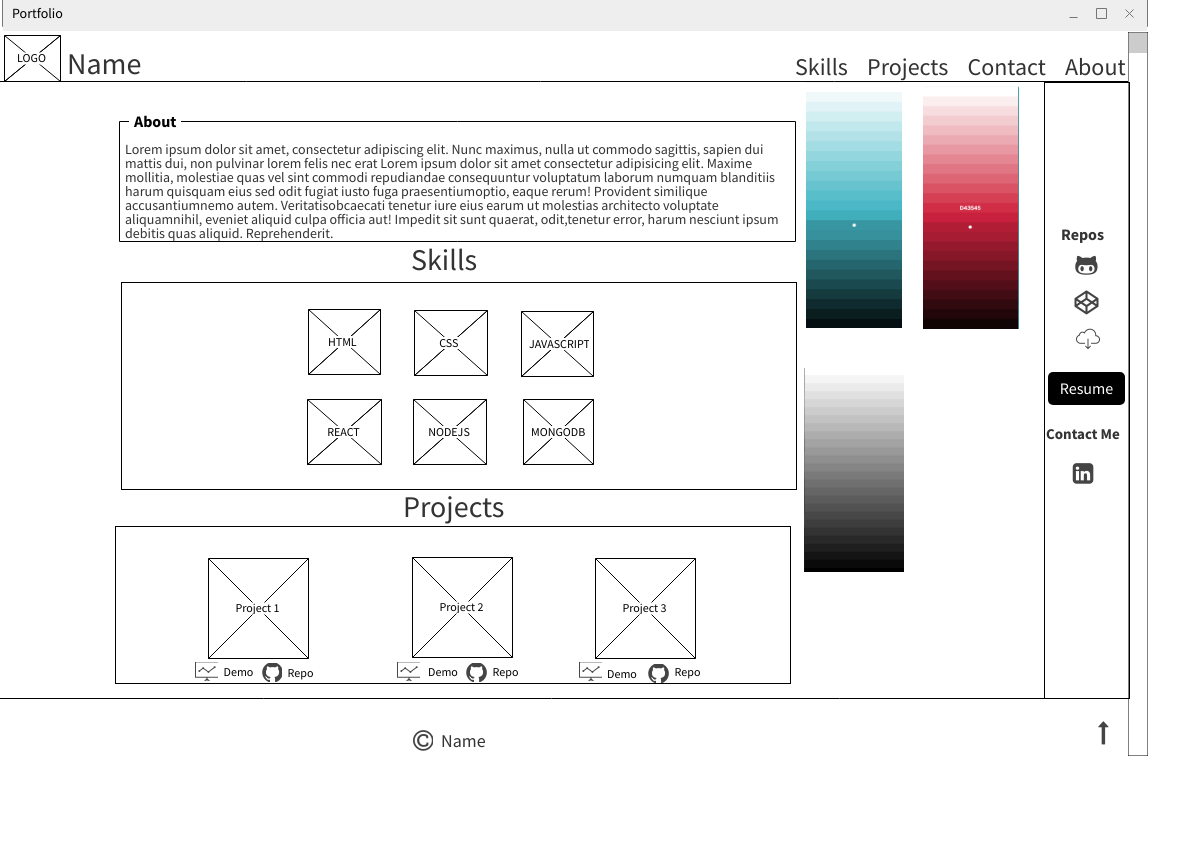 Portfolio
LOGO
Name
Skills Projects Contact About
About
Lorem ipsum dolor sit amet, consectetur adipiscing elit. Nunc maximus, nulla ut commodo sagittis, sapien dui
mattis dui, non pulvinar lorem felis nec erat Lorem ipsum dolor sit amet consectetur adipisicing elit. Maxime
mollitia, molestiae quas vel sint commodi repudiandae consequuntur voluptatum laborum numquam blanditiis
harum quisquam eius sed odit fugiat iusto fuga praesentiumoptio, eaque rerum! Provident similique
accusantiumnemo autem. Veritatisobcaecati tenetur iure eius earum ut molestias architecto voluptate
aliquamnihil, eveniet aliquid culpa officia aut! Impedit sit sunt quaerat, odit,tenetur error, harum nesciunt ipsum
debitis quas aliquid. Reprehenderit.
D43545
Skills
HTML CSS JAVASCRIPT
REACT NODEJS MONGODB
Projects
Project 1 Project 2 Project 3
Demo Repo Demo Repo Demo Repo
Repos
Resume
Contact Me
in
© Name